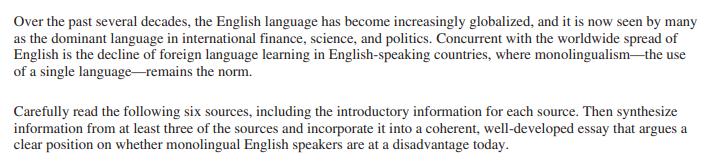 Over the past several decades, the English language has become increasingly globalized, and it is now seen by many
as the dominant language in international finance, science, and politics. Concurrent with the worldwide spread of
English is the decline of foreign language learning in English-speaking countries, where monolingualism—the use
of a single language—remains the norm.
Carefully read the following six sources, including the introductory information for each source. Then synthesize
information from at least three of the sources and incorporate it into a coherent, well-developed essay that argues a
clear position on whether monolingual English speakers are at a disadvantage today.